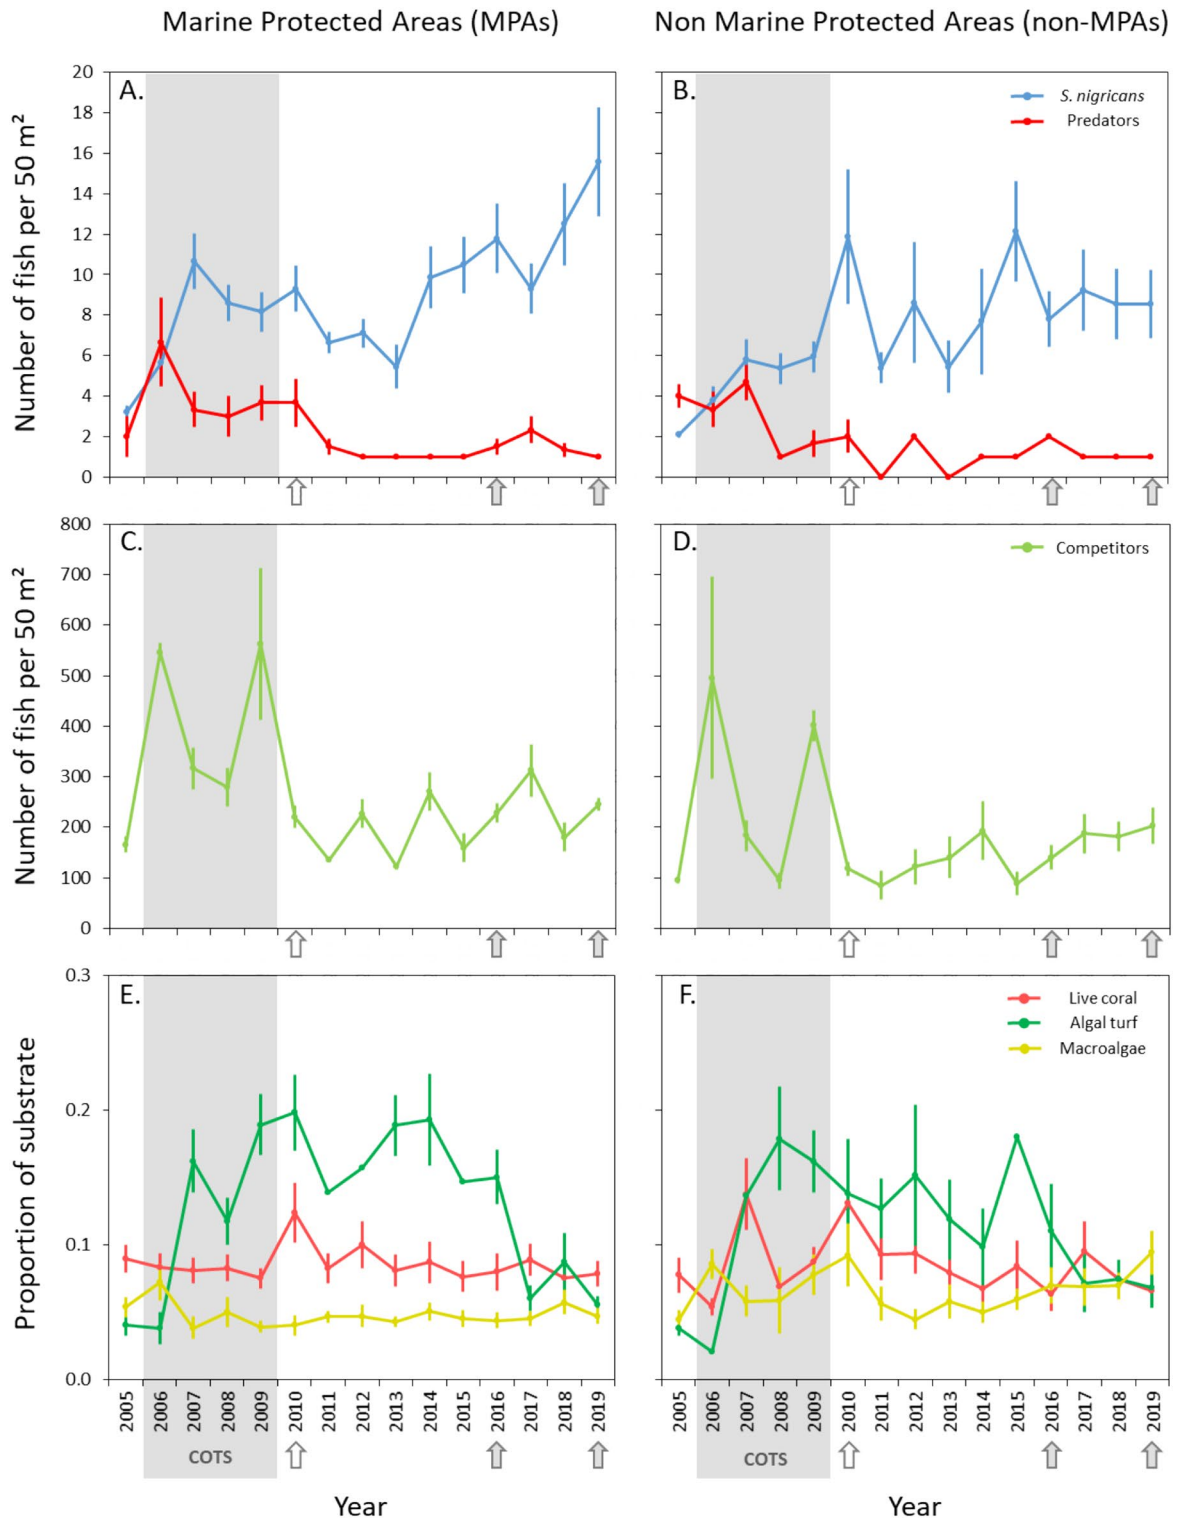 Marine Protected Areas (MPAs)
Non Marine Protected Areas (non-MPAs)
A.
B.
S. nigricans
Predators
Number of fish per 50 m²
20
18
16
14
12
10
8
6
4
2
0
C.
D.
Competitors
Number of fish per 50 m²
800
700
600
500
400
300
200
100
0
E.
F.
Live coral
Algal turf
Macroalgae
Proportion of substrate
0.3
0.2
0.1
0.0
2005 2006 2007 2008 2009 2010 2011 2012 2013 2014 2015 2016 2017 2018 2019
2005 2006 2007 2008 2009 2010 2011 2012 2013 2014 2015 2016 2017 2018 2019
COTS
COTS
Year
Year